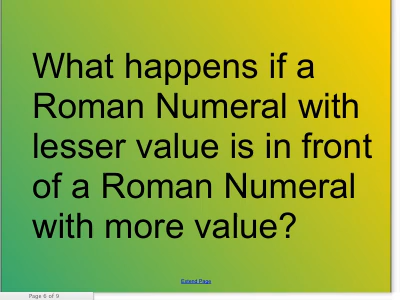 What happens if a
Roman Numeral with
lesser value is in front
of a Roman Numeral
with more value?
Extend Page
Page 6 of 9